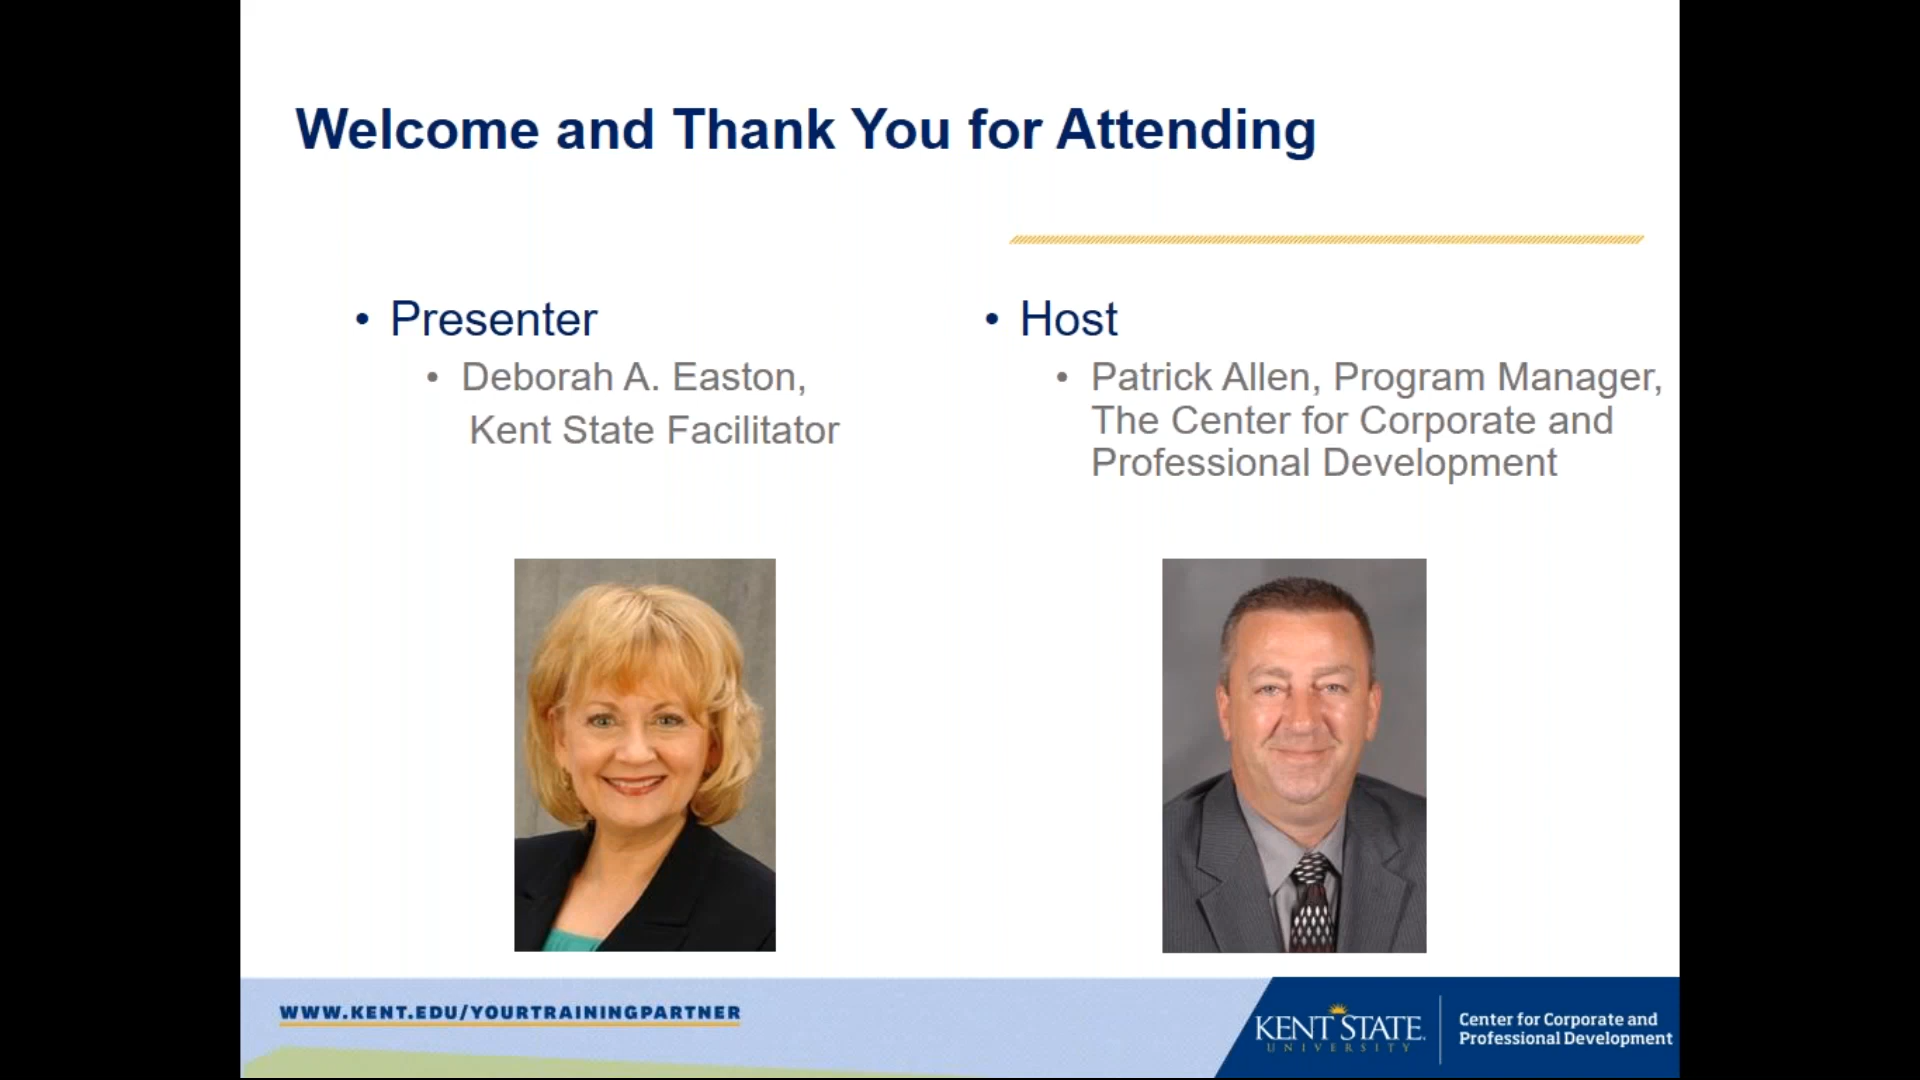 Welcome and Thank You for Attending
• Presenter
• Deborah A. Easton,
Kent State Facilitator
• Host
• Patrick Allen, Program Manager,
The Center for Corporate and
Professional Development
WWW.KENT.EDU/YOURTRAININGPARTNER
KENT STATE
UNIVERSITY
Center for Corporate and
Professional Development